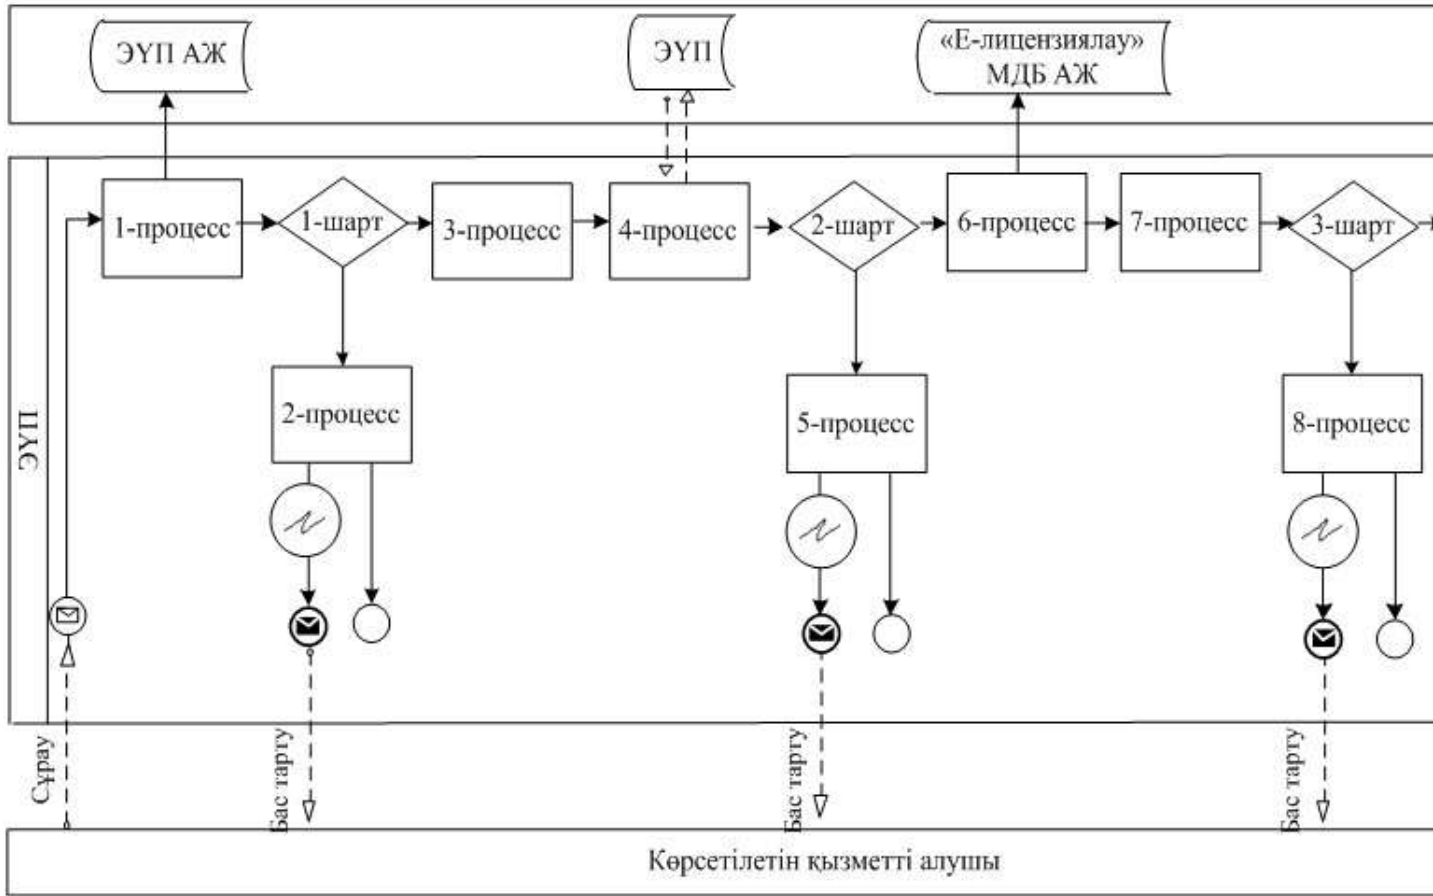 ЭҮП АЖ
ЭҮП
«Е-лицензиялау»
МДБ АЖ
ЭҮП
1-процесс
1-шарт
3-процесс
4-процесс
2-шарт
6-процесс
7-процесс
3-шарт
2-процесс
5-процесс
8-процесс
Сұрау
Бас тарту
Бас тарту
Бас тарту
Көрсетілетін қызметті алушы